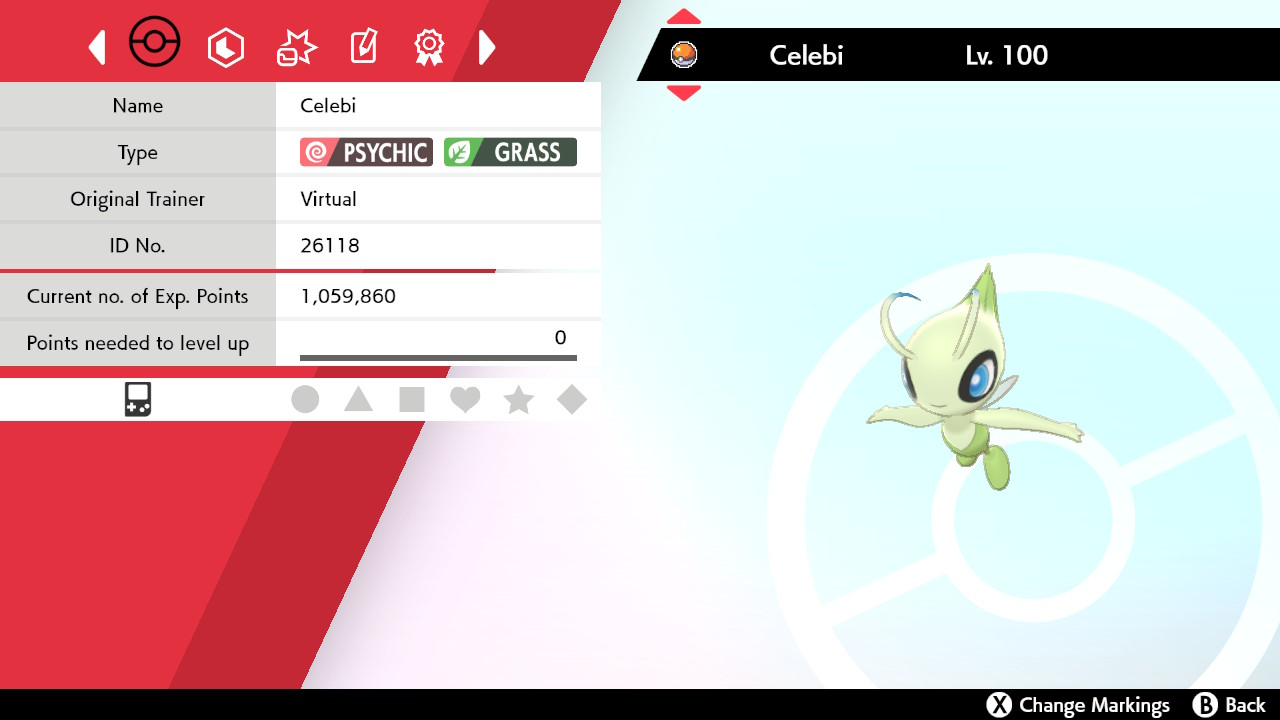 Celebi Lv. 100
Name Celebi
Type PSYCHIC GRASS
Original Trainer Virtual
ID No. 26118
Current no. of Exp. Points 1,059,860
Points needed to level up 0
X Change Markings B Back